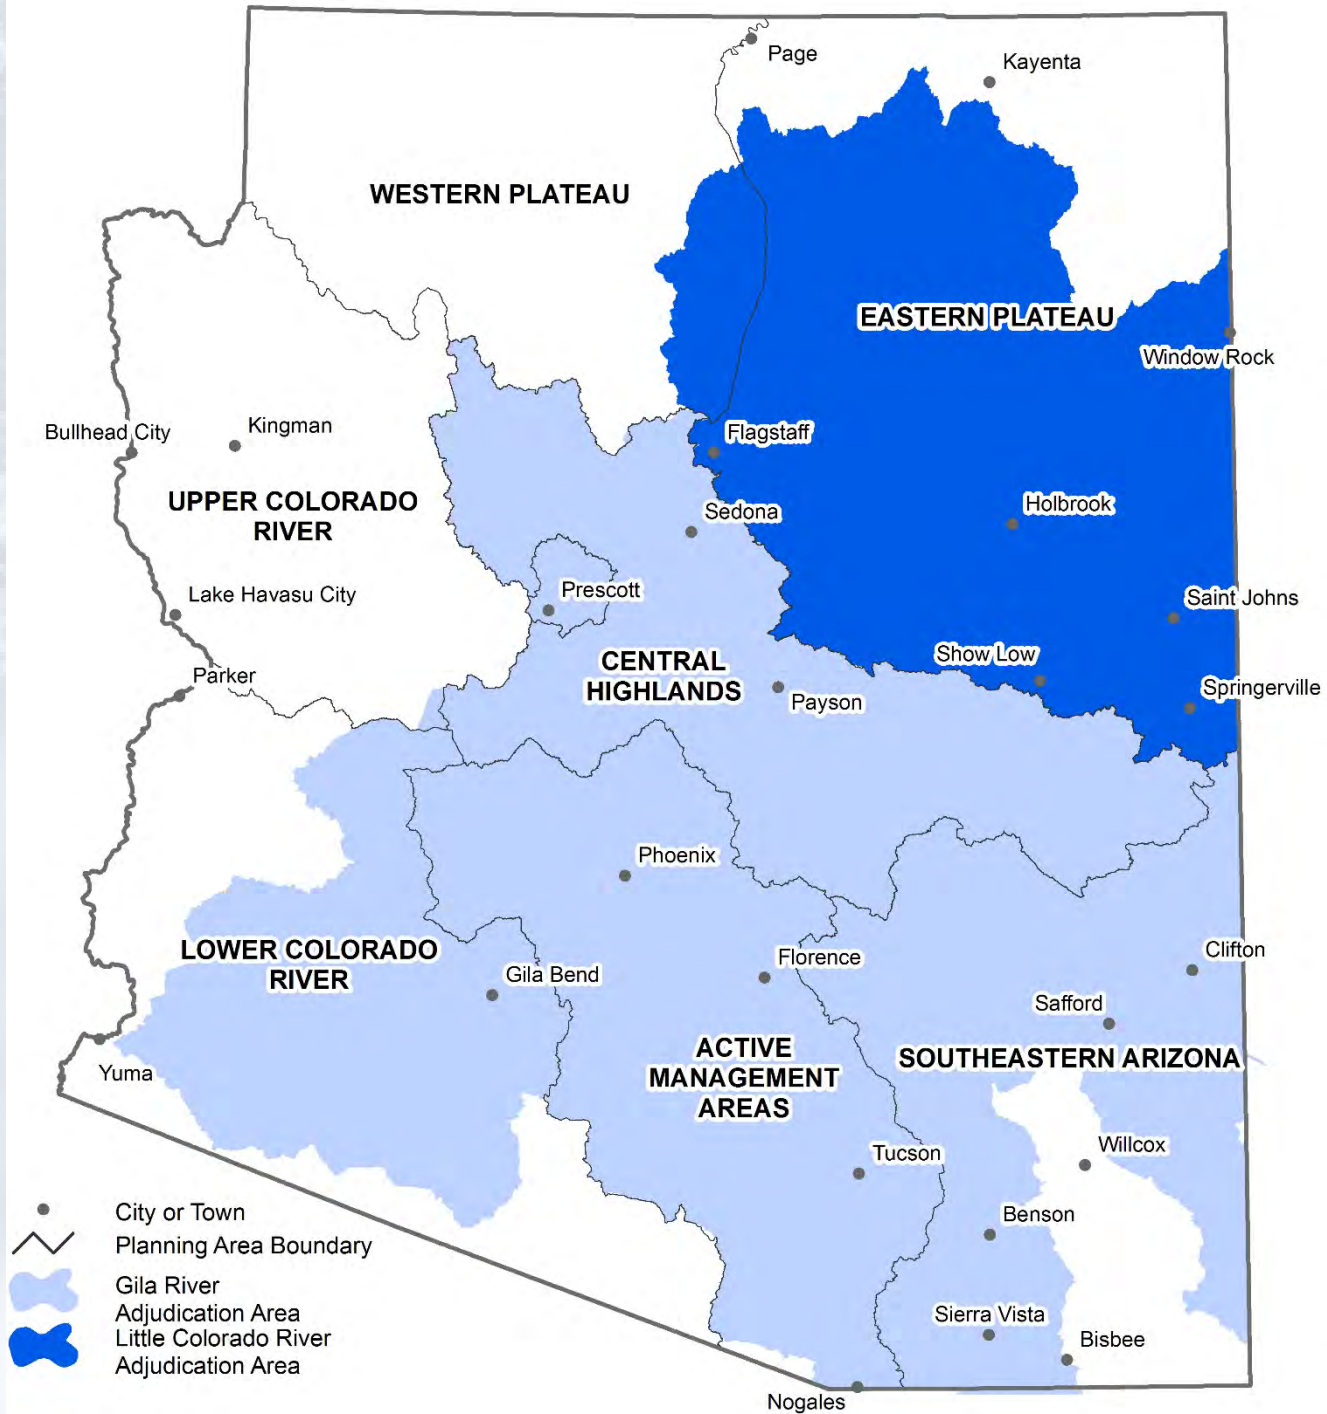 Page
Kayenta
WESTERN PLATEAU
EASTERN PLATEAU
Window Rock
Bullhead City
Kingman
Flagstaff
UPPER COLORADO
RIVER
Sedona
Holbrook
Lake Havasu City
Prescott
Saint Johns
Parker
CENTRAL
HIGHLANDS
Show Low
Payson
Springerville
Phoenix
LOWER COLORADO
RIVER
Gila Bend
Florence
Clifton
Safford
ACTIVE
MANAGEMENT
AREAS
SOUTHEASTERN ARIZONA
Yuma
Tucson
Willcox
Benson
Sierra Vista
Bisbee
Nogales
City or Town
Planning Area Boundary
Gila River
Adjudication Area
Little Colorado River
Adjudication Area